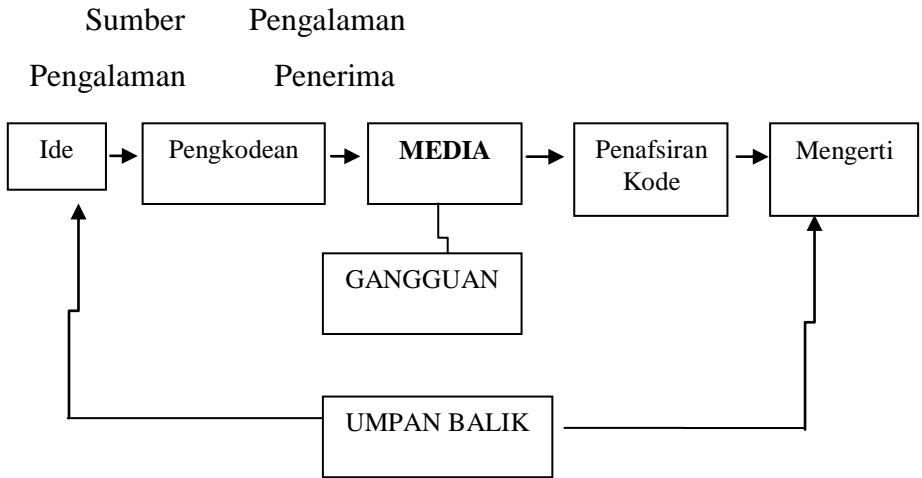 Sumber Pengalaman
Pengalaman Penerima
Ide
Pengkodean
MEDIA
Penafsiran
Kode
Mengerti
GANGGUAN
UMPAN BALIK